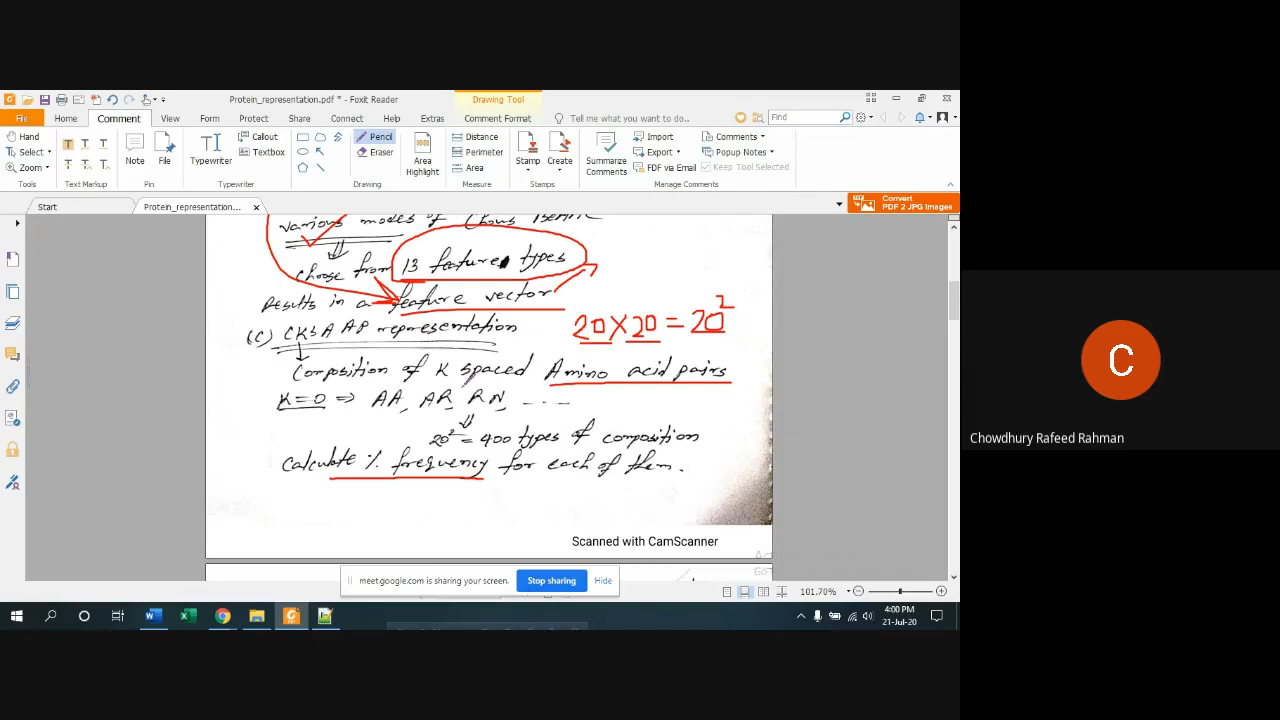 Protein_representation.pdf * - Foxit Reader
Drawing Tool
File Home Comment View Form Protect Share Connect Help Extras Comment Format Tell me what you want to do... Find
Hand
Select
Zoom
Tools
Text Markup
Note
File
Pin
Typewriter
Callout
Textbox
Typewriter
Pencil
Eraser
Drawing
Area Highlight
Distance
Perimeter
Area
Measure
Stamp
Create
Stamps
Summarize Comments
Import
Export
PDF via Email
Comments
Popup Notes
Keep Tool Selected
Manage Comments
Start
Protein_representation....
Convert
PDF 2 JPG Images
various modes of Chous
choose from 13 feature types
results in a feature vector
20 × 20 = 20²
(C) CKSAAP representation
Composition of K spaced Amino acid pairs
K=0 ⇒ AA, AR, RN, ----
20² = 400 types of composition
Calculate % frequency for each of them.
Scanned with CamScanner
meet.google.com is sharing your screen. Stop sharing Hide
101.70%
4:00 PM
21-Jul-20
C
Chowdhury Rafeed Rahman